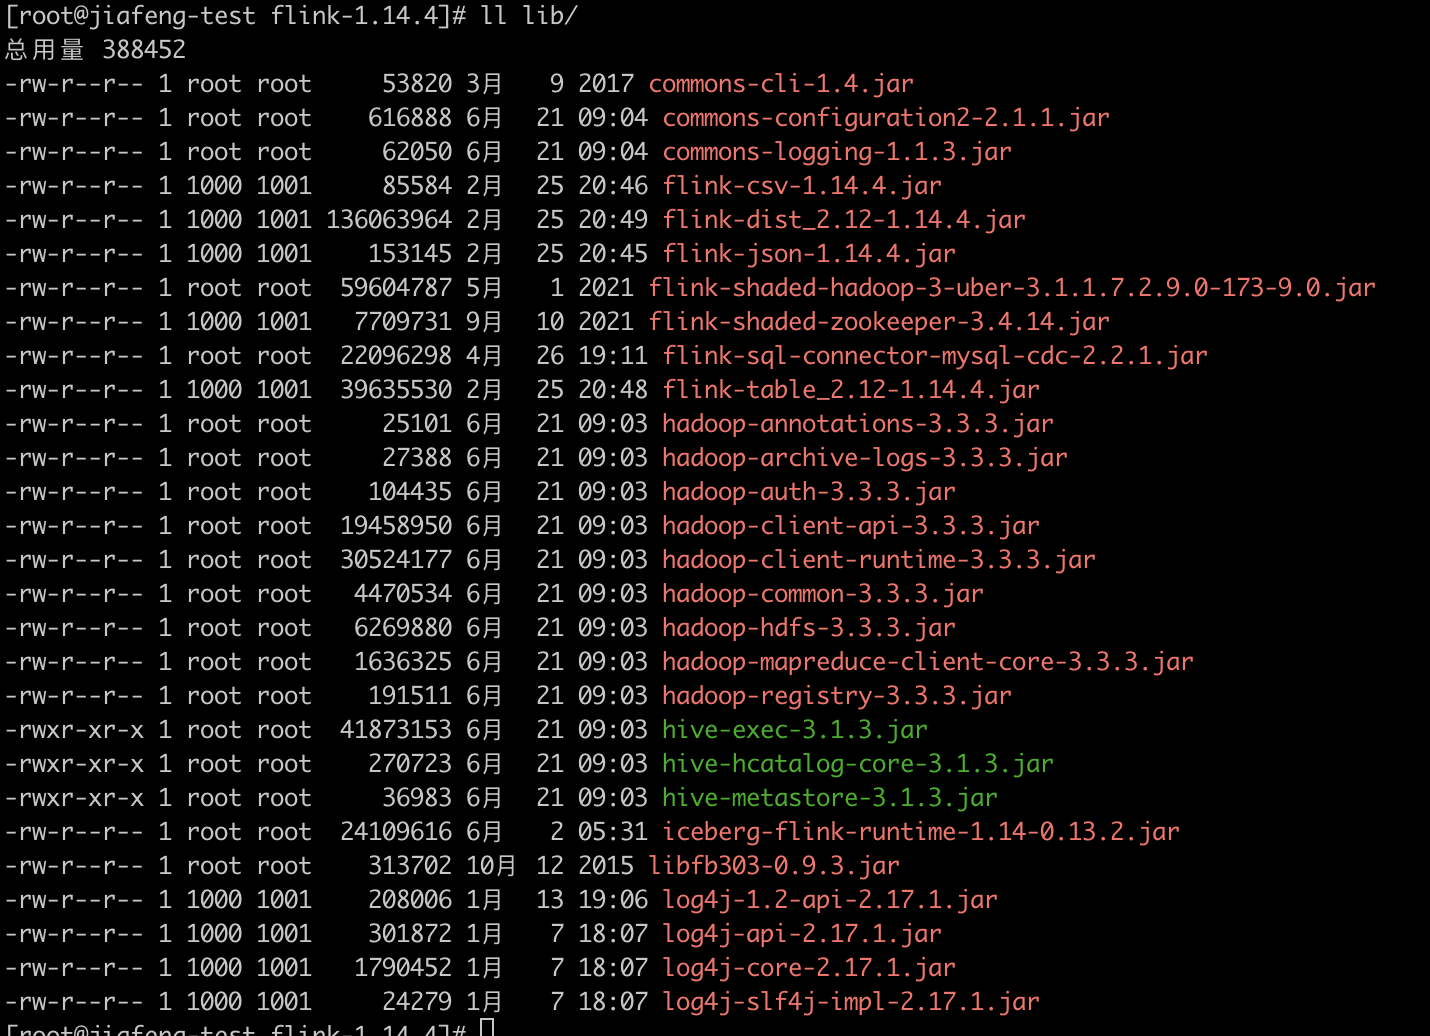 [root@jiafeng-test flink-1.14.4]# ll lib/
总用量 388452
-rw-r--r-- 1 root root     53820 3月   9 2017 commons-cli-1.4.jar
-rw-r--r-- 1 root root    616888 6月  21 09:04 commons-configuration2-2.1.1.jar
-rw-r--r-- 1 root root     62050 6月  21 09:04 commons-logging-1.1.3.jar
-rw-r--r-- 1 1000 1001     85584 2月  25 20:46 flink-csv-1.14.4.jar
-rw-r--r-- 1 1000 1001 136063964 2月  25 20:49 flink-dist_2.12-1.14.4.jar
-rw-r--r-- 1 1000 1001    153145 2月  25 20:45 flink-json-1.14.4.jar
-rw-r--r-- 1 root root  59604787 5月   1 2021 flink-shaded-hadoop-3-uber-3.1.1.7.2.9.0-173-9.0.jar
-rw-r--r-- 1 1000 1001   7709731 9月  10 2021 flink-shaded-zookeeper-3.4.14.jar
-rw-r--r-- 1 root root  22096298 4月  26 19:11 flink-sql-connector-mysql-cdc-2.2.1.jar
-rw-r--r-- 1 1000 1001  39635530 2月  25 20:48 flink-table_2.12-1.14.4.jar
-rw-r--r-- 1 root root     25101 6月  21 09:03 hadoop-annotations-3.3.3.jar
-rw-r--r-- 1 root root     27388 6月  21 09:03 hadoop-archive-logs-3.3.3.jar
-rw-r--r-- 1 root root    104435 6月  21 09:03 hadoop-auth-3.3.3.jar
-rw-r--r-- 1 root root  19458950 6月  21 09:03 hadoop-client-api-3.3.3.jar
-rw-r--r-- 1 root root  30524177 6月  21 09:03 hadoop-client-runtime-3.3.3.jar
-rw-r--r-- 1 root root   4470534 6月  21 09:03 hadoop-common-3.3.3.jar
-rw-r--r-- 1 root root   6269880 6月  21 09:03 hadoop-hdfs-3.3.3.jar
-rw-r--r-- 1 root root   1636325 6月  21 09:03 hadoop-mapreduce-client-core-3.3.3.jar
-rw-r--r-- 1 root root    191511 6月  21 09:03 hadoop-registry-3.3.3.jar
-rwxr-xr-x 1 root root  41873153 6月  21 09:03 hive-exec-3.1.3.jar
-rwxr-xr-x 1 root root    270723 6月  21 09:03 hive-hcatalog-core-3.1.3.jar
-rwxr-xr-x 1 root root     36983 6月  21 09:03 hive-metastore-3.1.3.jar
-rw-r--r-- 1 root root  24109616 6月   2 05:31 iceberg-flink-runtime-1.14-0.13.2.jar
-rw-r--r-- 1 root root    313702 10月 12 2015 libfb303-0.9.3.jar
-rw-r--r-- 1 1000 1001    208006 1月  13 19:06 log4j-1.2-api-2.17.1.jar
-rw-r--r-- 1 1000 1001    301872 1月   7 18:07 log4j-api-2.17.1.jar
-rw-r--r-- 1 1000 1001   1790452 1月   7 18:07 log4j-core-2.17.1.jar
-rw-r--r-- 1 1000 1001     24279 1月   7 18:07 log4j-slf4j-impl-2.17.1.jar
[root@jiafeng-test flink-1.14.4]#